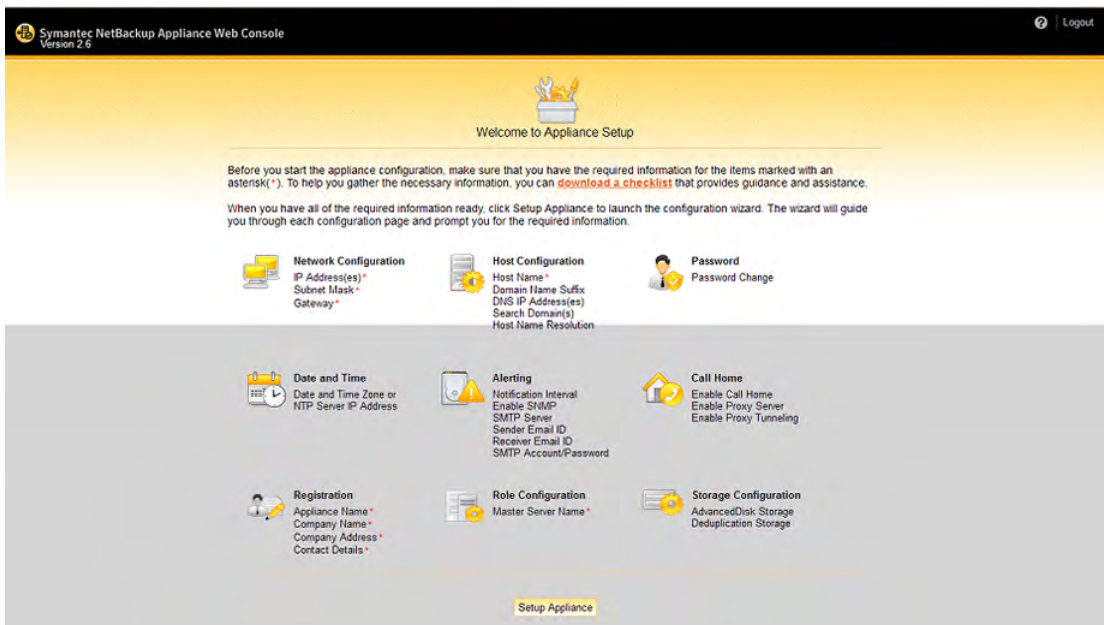 Symantec NetBackup Appliance Web Console
Version 2.6
Logout
Welcome to Appliance Setup
Before you start the appliance configuration, make sure that you have the required information for the items marked with an
asterisk(*). To help you gather the necessary information, you can download a checklist that provides guidance and assistance.
When you have all of the required information ready, click Setup Appliance to launch the configuration wizard. The wizard will guide
you through each configuration page and prompt you for the required information.
Network Configuration
IP Address(es)*
Subnet Mask*
Gateway*
Host Configuration
Host Name*
Domain Name Suffix
DNS IP Address(es)
Search Domain(s)
Host Name Resolution
Password
Password Change
Date and Time
Date and Time Zone or
NTP Server IP Address
Alerting
Notification Interval
Enable SNMP
SMTP Server
Sender Email ID
Receiver Email ID
SMTP Account/Password
Call Home
Enable Call Home
Enable Proxy Server
Enable Proxy Tunneling
Registration
Appliance Name*
Company Name*
Company Address*
Contact Details*
Role Configuration
Master Server Name*
Storage Configuration
AdvancedDisk Storage
Deduplication Storage
Setup Appliance